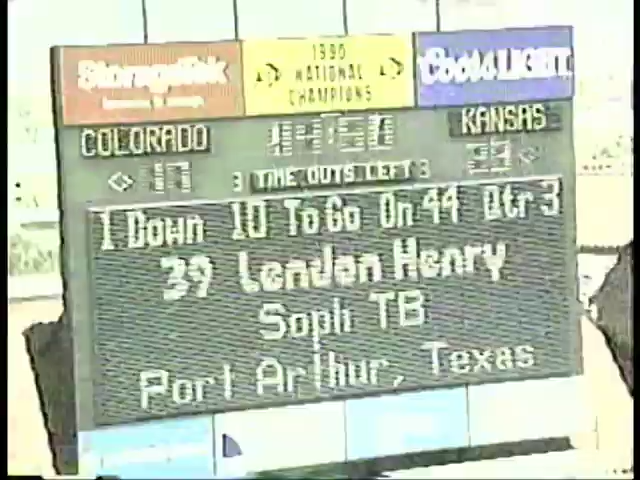 StorageTek
1990
NATIONAL
CHAMPIONS
Coors LIGHT
COLORADO
KANSAS
3 TIME OUTS LEFT 3
1 Down 10 To Go On 44 Qtr 3
39 Lendon Henry
Soph TB
Port Arthur, Texas